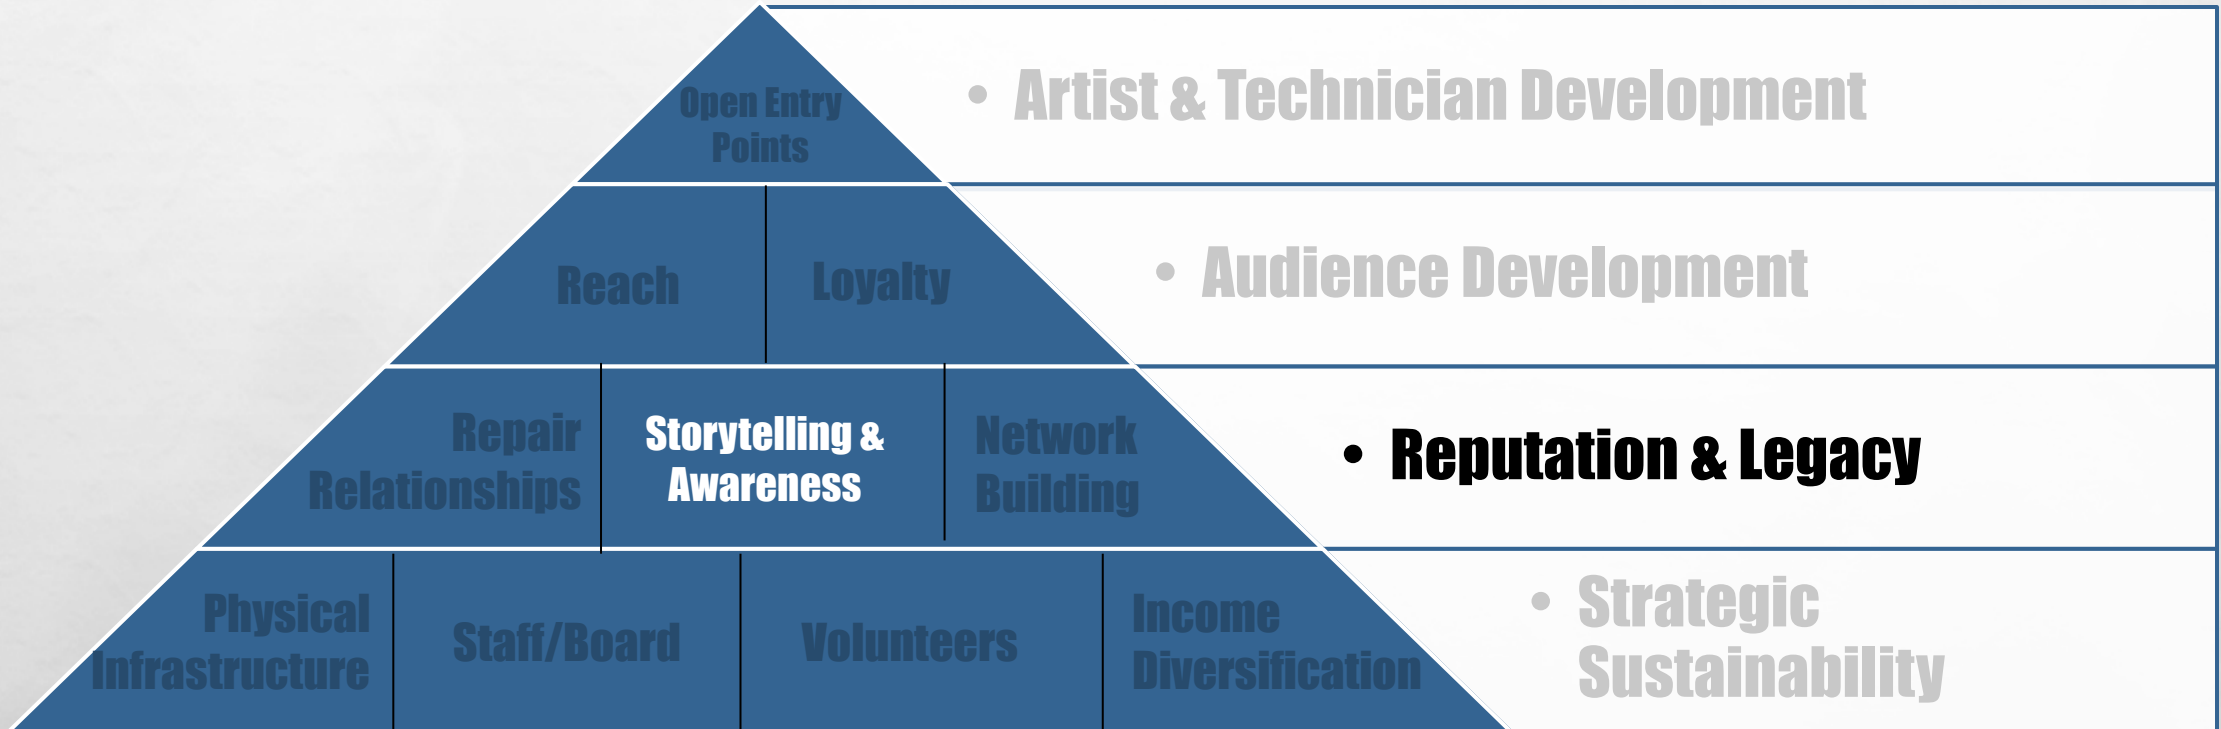 Open Entry
Points
• Artist & Technician Development
Reach
Loyalty
• Audience Development
Repair
Relationships
Storytelling &
Awareness
Network
Building
• Reputation & Legacy
Physical
Infrastructure
Staff/Board
Volunteers
Income
Diversification
• Strategic
Sustainability